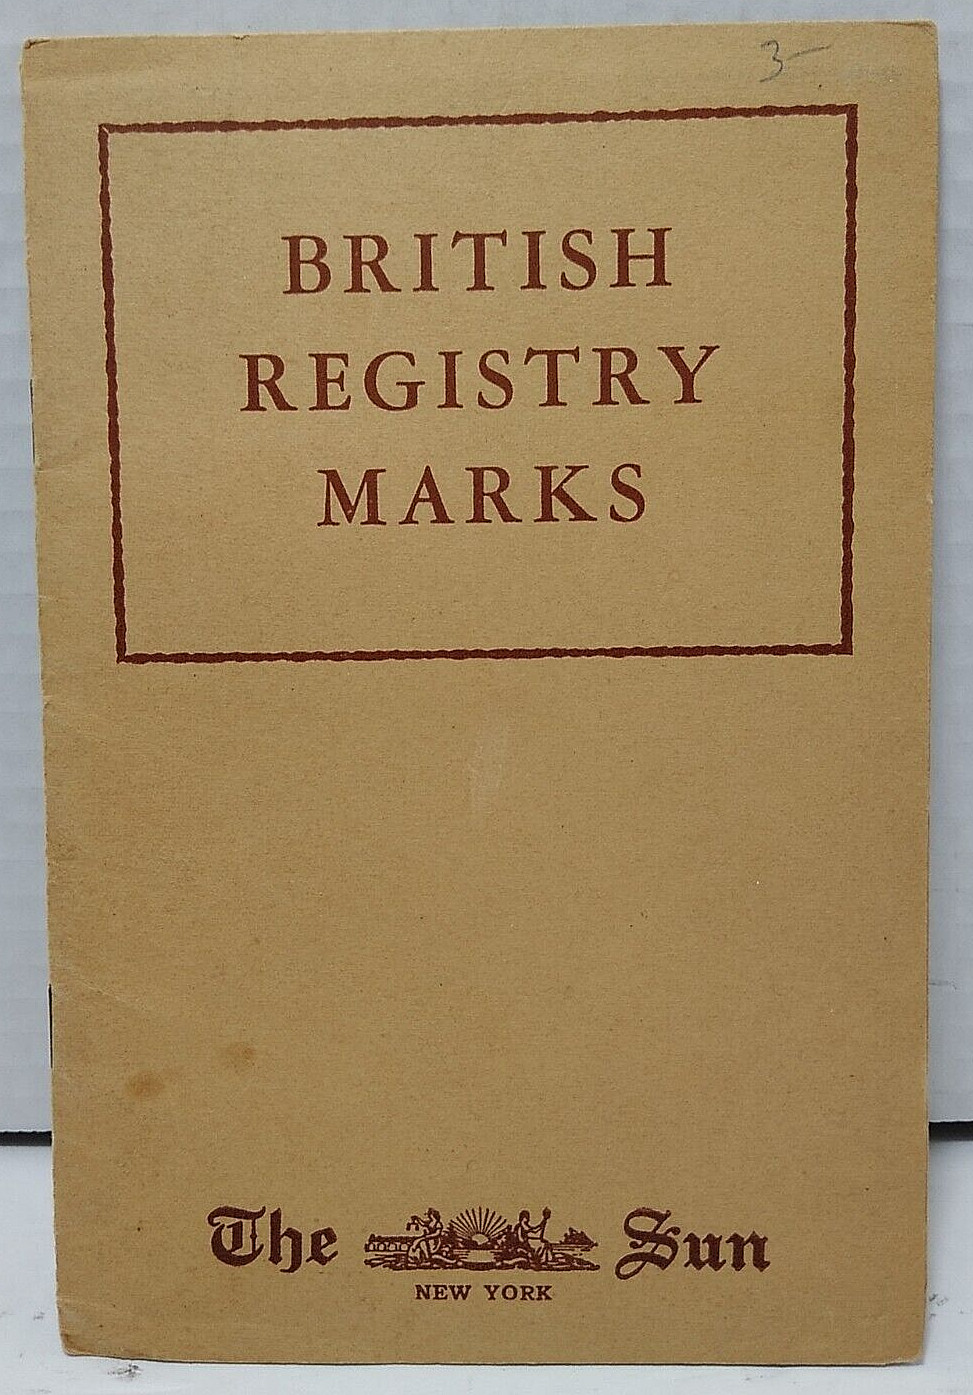 3-
BRITISH
REGISTRY
MARKS
The Sun
NEW YORK